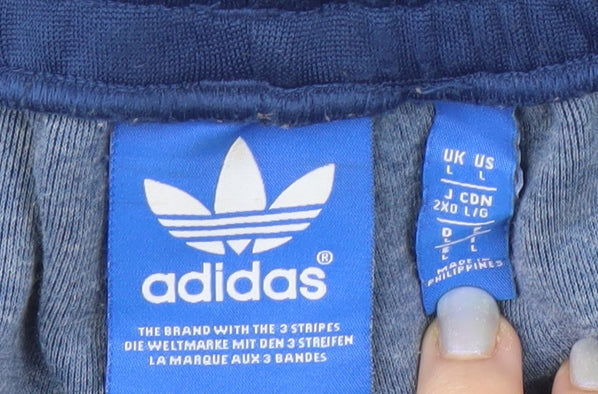 adidas®
THE BRAND WITH THE 3 STRIPES
DIE WELTMARKE MIT DEN 3 STREIFEN
LA MARQUE AUX 3 BANDES
UK US
L L
J CDN
2XO L/G
D F
L L
MADE IN
PHILIPPINES